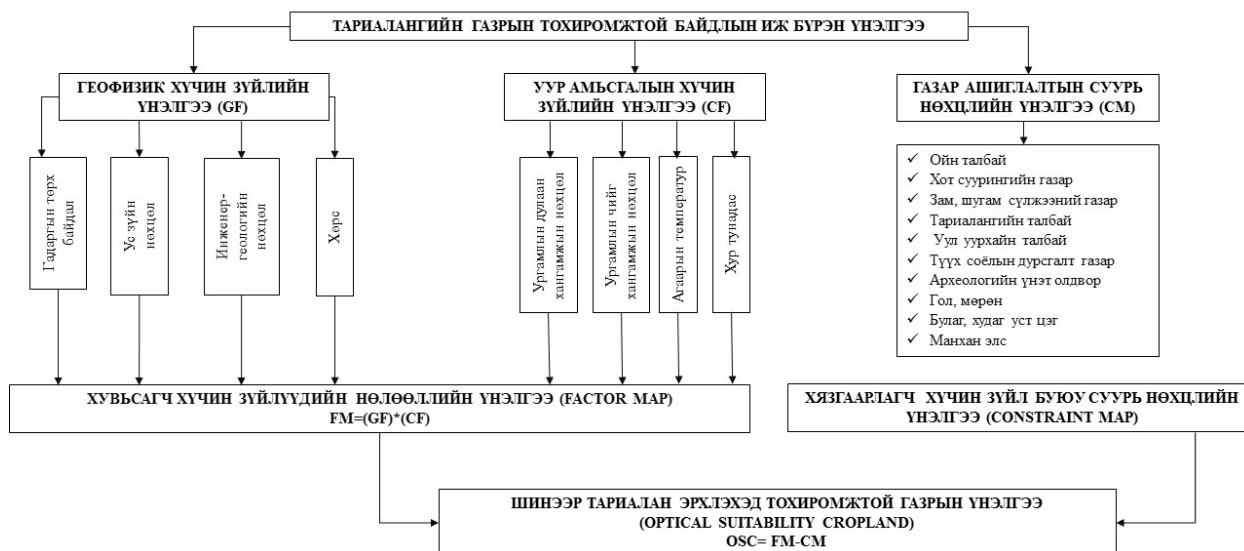 ТАРИАЛАНГИЙН ГАЗРЫН ТОХИРОМЖТОЙ БАЙДЛЫН ИЖ БҮРЭН ҮНЭЛГЭЭ
ГЕОФИЗИК ХҮЧИН ЗҮЙЛИЙН
ҮНЭЛГЭЭ (GF)
УУР АМЬСГАЛЫН ХҮЧИН
ЗҮЙЛИЙН ҮНЭЛГЭЭ (CF)
ГАЗАР АШИГЛАЛТЫН СУУРЬ
НӨХЦЛИЙН ҮНЭЛГЭЭ (CM)
Гадаргын төрх
байдал
Ус зүйн
нөхцөл
Инженер-
геологийн
нөхцөл
Хөрс
Ургамлын дулаан
хангамжын нөхцөл
Ургамлын чийг
хангамжын нөхцөл
Агаарын температур
Хур тунадас
✓ Ойн талбай
✓ Хот суурингийн газар
✓ Зам, шугам сүлжээний газар
✓ Тариалангийн талбай
✓ Уул уурхайн талбай
✓ Түүх соёлын дурсгалт газар
✓ Археологийн үнэт олдвор
✓ Гол, мөрөн
✓ Булаг, худаг уст цэг
✓ Манхан элс
ХУВЬСАГЧ ХҮЧИН ЗҮЙЛҮҮДИЙН НӨЛӨӨЛЛИЙН ҮНЭЛГЭЭ (FACTOR MAP)
FM=(GF)*(CF)
ХЯЗГААРЛАГЧ ХҮЧИН ЗҮЙЛ БУЮУ СУУРЬ НӨХЦЛИЙН
ҮНЭЛГЭЭ (CONSTRAINT MAP)
ШИНЭЭР ТАРИАЛАН ЭРХЛЭХЭД ТОХИРОМЖТОЙ ГАЗРЫН ҮНЭЛГЭЭ
(OPTICAL SUITABILITY CROPLAND)
OSC= FM-CM